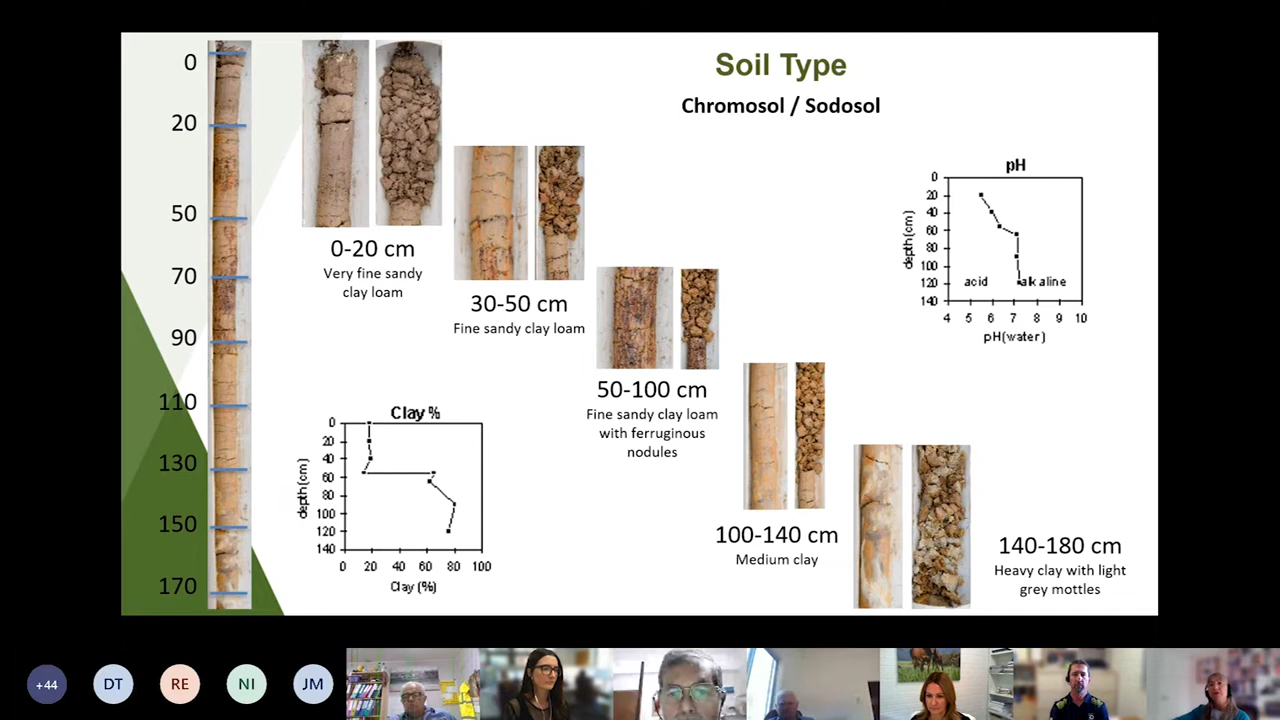 Soil Type
Chromosol / Sodosol
0
20
50
70
90
110
130
150
170
0-20 cm
Very fine sandy
clay loam
30-50 cm
Fine sandy clay loam
50-100 cm
Fine sandy clay loam
with ferruginous
nodules
100-140 cm
Medium clay
140-180 cm
Heavy clay with light
grey mottles
pH
0
20
40
60
80
100
120
140
depth (cm)
acid
alkaline
4 5 6 7 8 9 10
pH(water)
Clay %
0
20
40
60
80
100
120
140
depth (cm)
0 20 40 60 80 100
Clay (%)
+44 DT RE NI JM